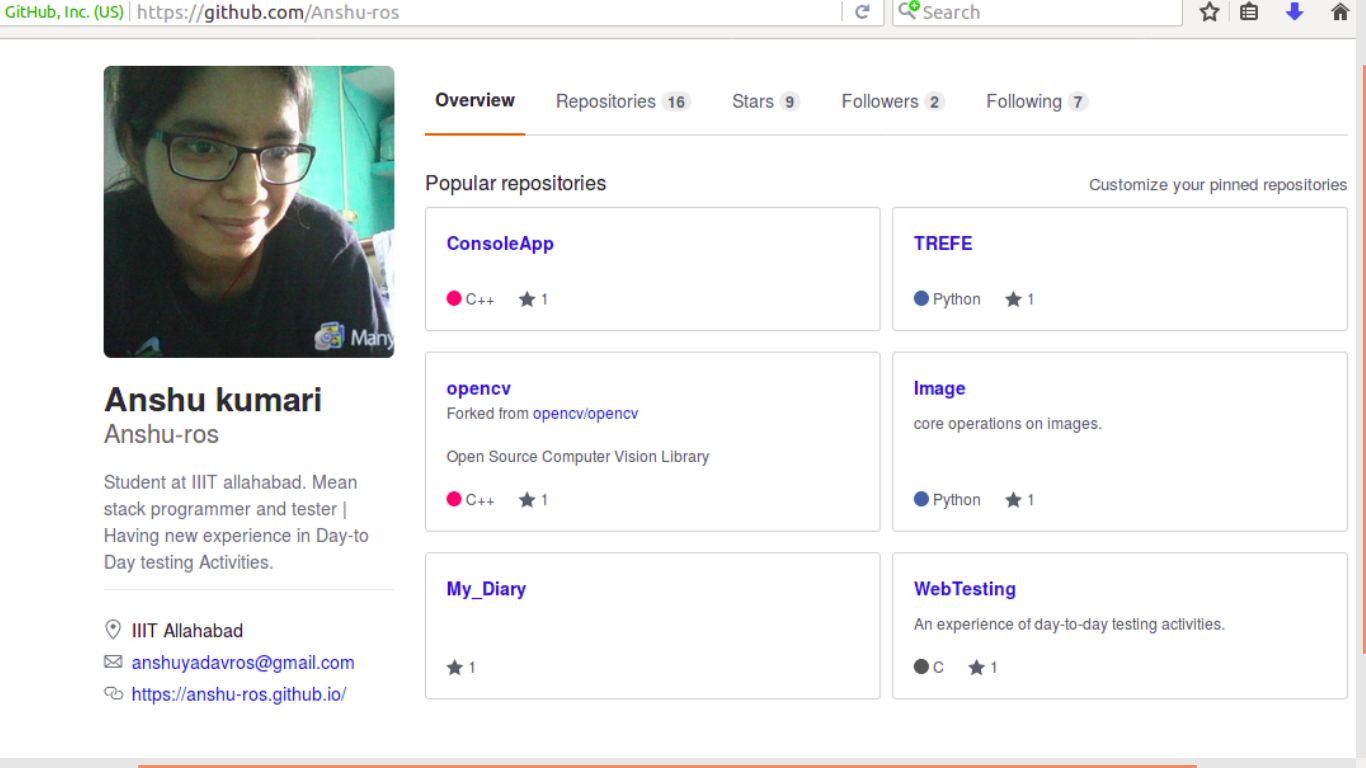 GitHub, Inc. (US) https://github.com/Anshu-ros Search
Overview Repositories 16 Stars 9 Followers 2 Following 7
Popular repositories Customize your pinned repositories
ConsoleApp
C++ 1
TREFE
Python 1
opencv
Forked from opencv/opencv
Open Source Computer Vision Library
C++ 1
Image
core operations on images.
Python 1
My_Diary
1
WebTesting
An experience of day-to-day testing activities.
C 1
Many
Anshu kumari
Anshu-ros
Student at IIIT allahabad. Mean
stack programmer and tester |
Having new experience in Day-to
Day testing Activities.
IIIT Allahabad
anshuyadavros@gmail.com
https://anshu-ros.github.io/